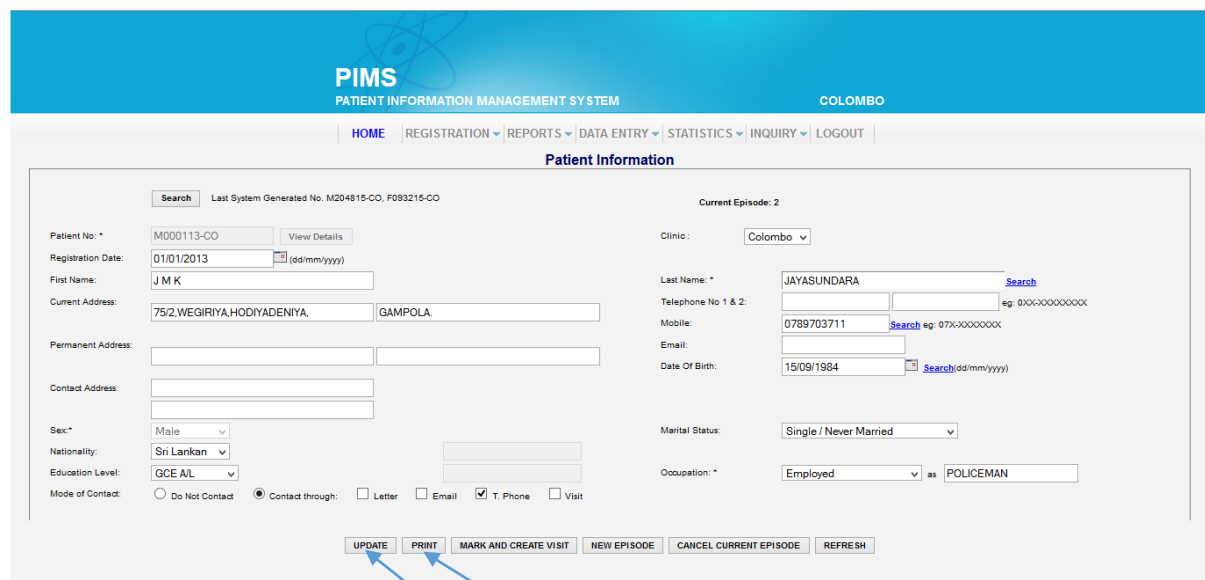 PIMS
PATIENT INFORMATION MANAGEMENT SYSTEM COLOMBO
HOME REGISTRATION REPORTS DATA ENTRY STATISTICS INQUIRY LOGOUT
Patient Information
Search Last System Generated No. M204815-CO, F093215-CO Current Episode: 2
Patient No: * M000113-CO View Details Clinic : Colombo
Registration Date: 01/01/2013 (dd/mm/yyyy)
First Name: J M K Last Name: * JAYASUNDARA Search
Current Address: Telephone No 1 & 2: eg: 0XX-XXXXXXXX
75/2,WEGIRIYA,HODIYADENIYA, GAMPOLA.
Mobile: 0789703711 Search eg: 07X-XXXXXXX
Permanent Address: Email:
Date Of Birth: 15/09/1984 Search(dd/mm/yyyy)
Contact Address:
Sex:* Male Marital Status: Single / Never Married
Nationality: Sri Lankan
Education Level: GCE A/L Occupation: * Employed as POLICEMAN
Mode of Contact: Do Not Contact Contact through: Letter Email T. Phone Visit
UPDATE PRINT MARK AND CREATE VISIT NEW EPISODE CANCEL CURRENT EPISODE REFRESH